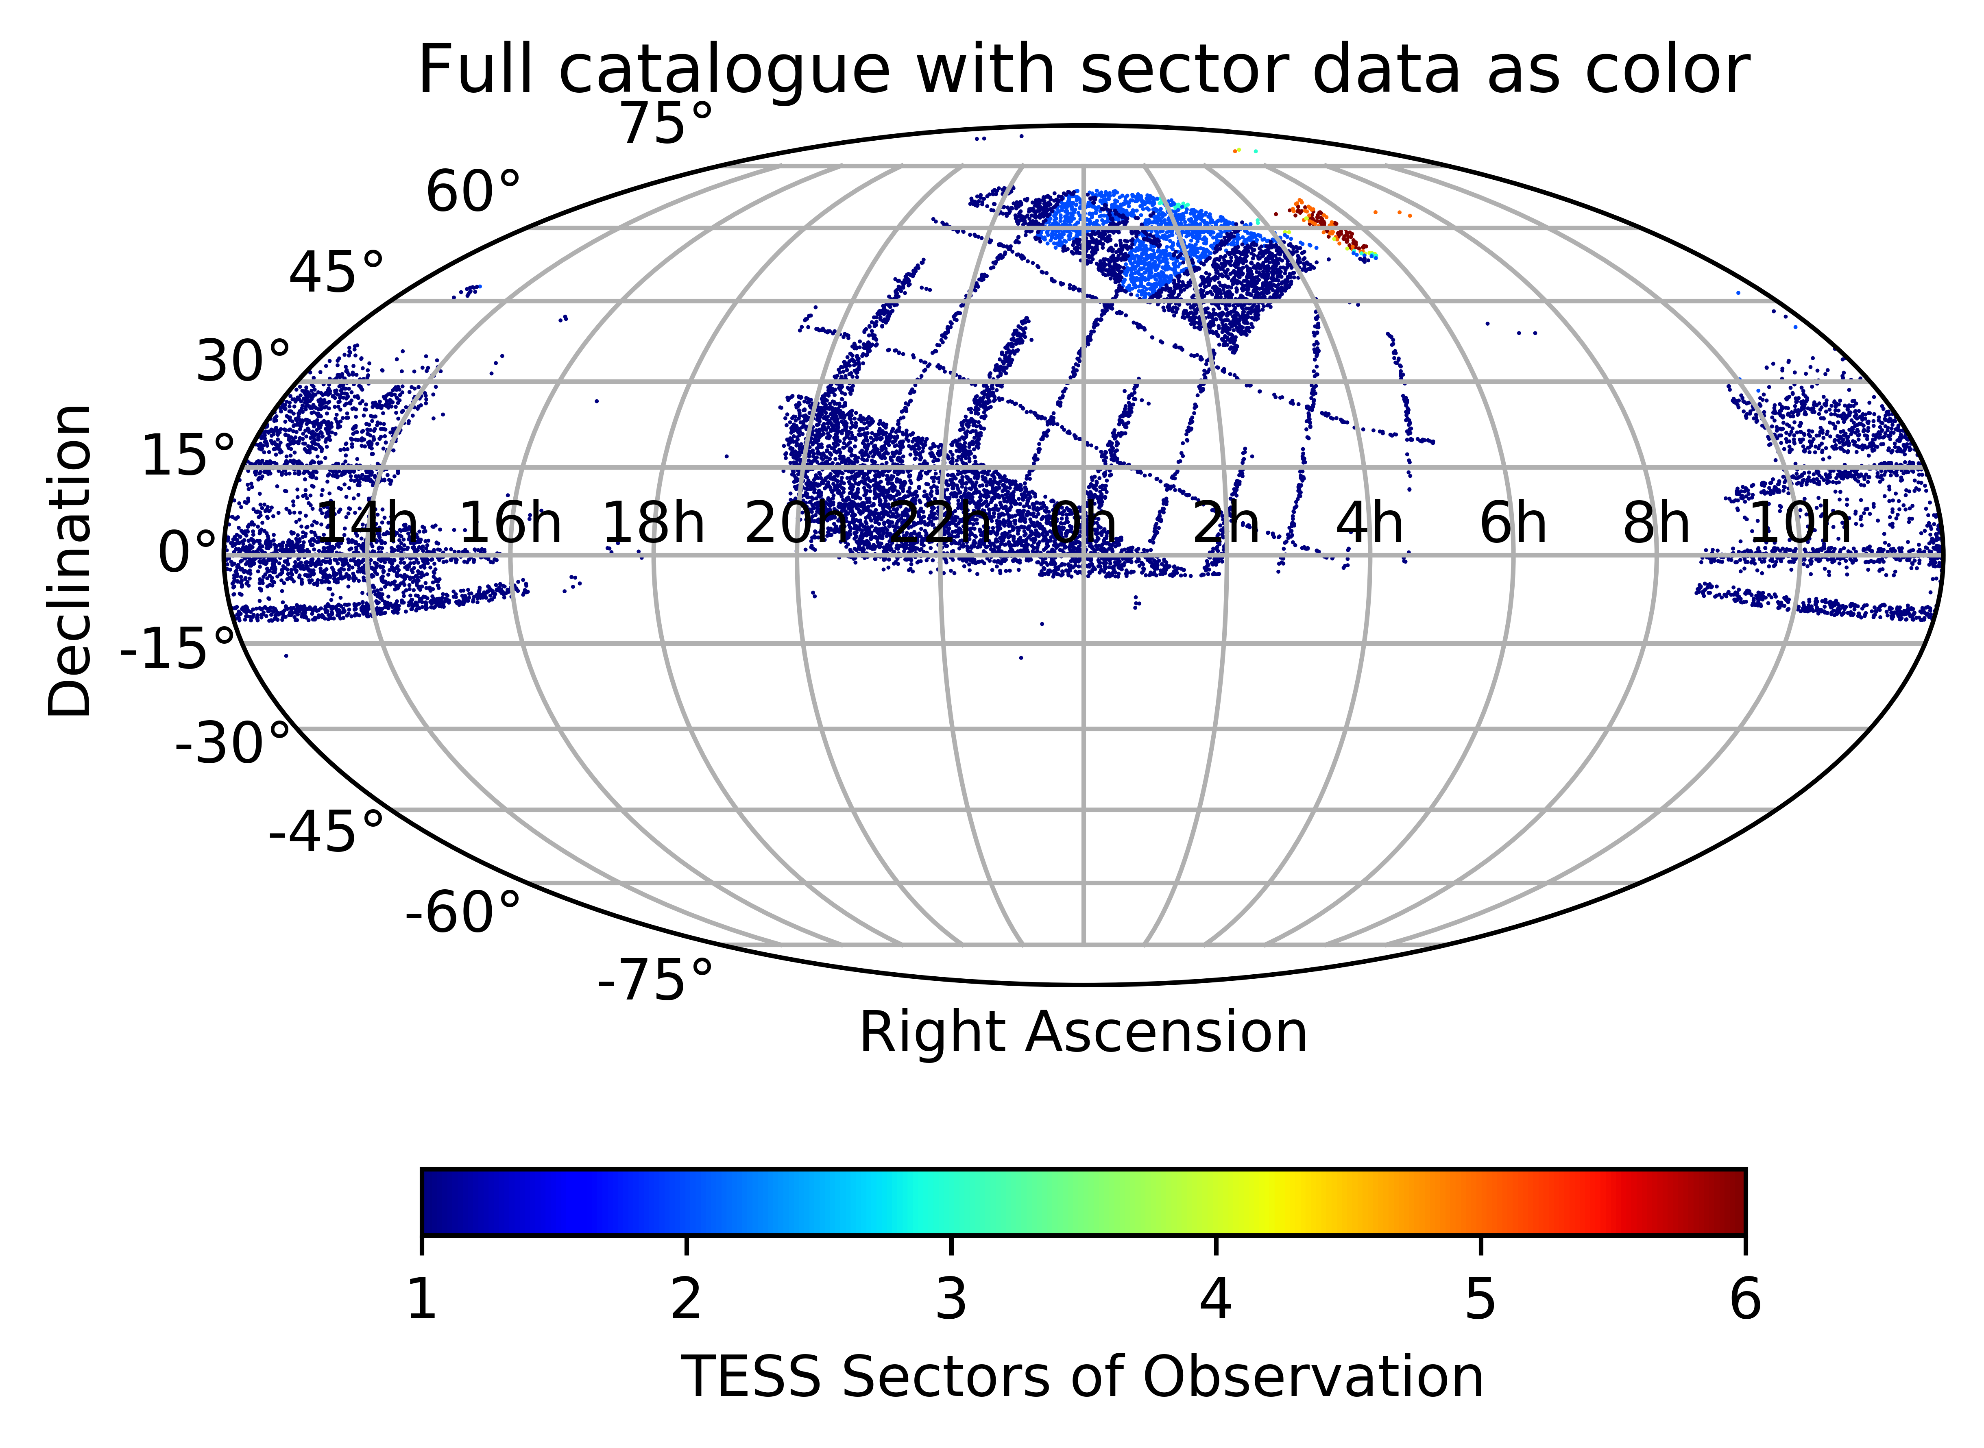 Full catalogue with sector data as color
75°
60°
45°
30°
15°
0°
-15°
-30°
-45°
-60°
-75°
Declination
14h 16h 18h 20h 22h 0h 2h 4h 6h 8h 10h
Right Ascension
1 2 3 4 5 6
TESS Sectors of Observation